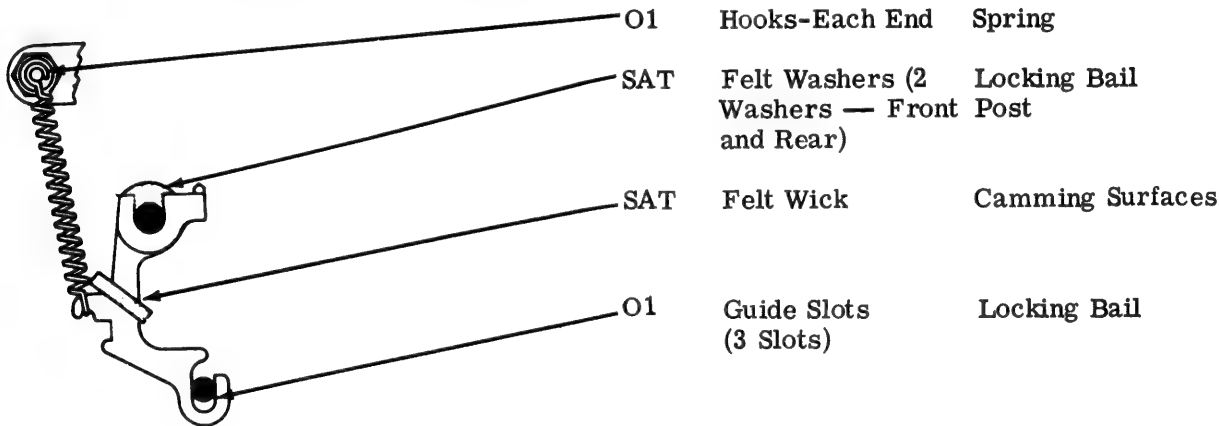 O1 Hooks-Each End Spring
SAT Felt Washers (2 Locking Bail
Washers — Front Post
and Rear)
SAT Felt Wick Camming Surfaces
O1 Guide Slots Locking Bail
(3 Slots)